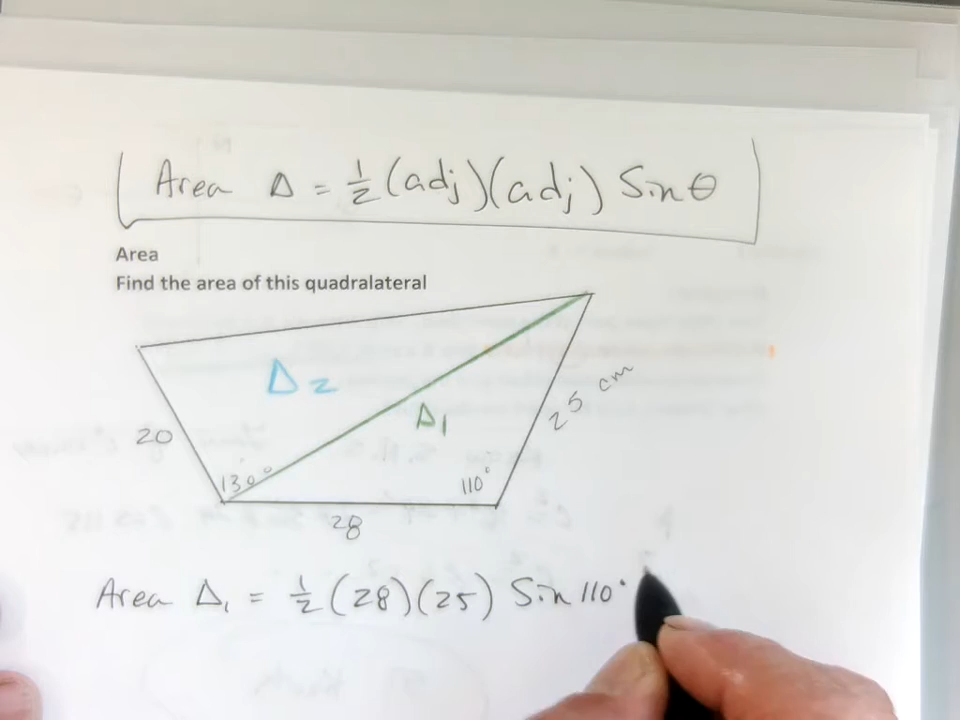 Area Δ = 1/2 (adj)(adj) Sin θ
Area
Find the area of this quadralateral
Δ2
Δ1
25 cm
20
130°
110°
28
Area Δ1 = 1/2 (28)(25) Sin 110°